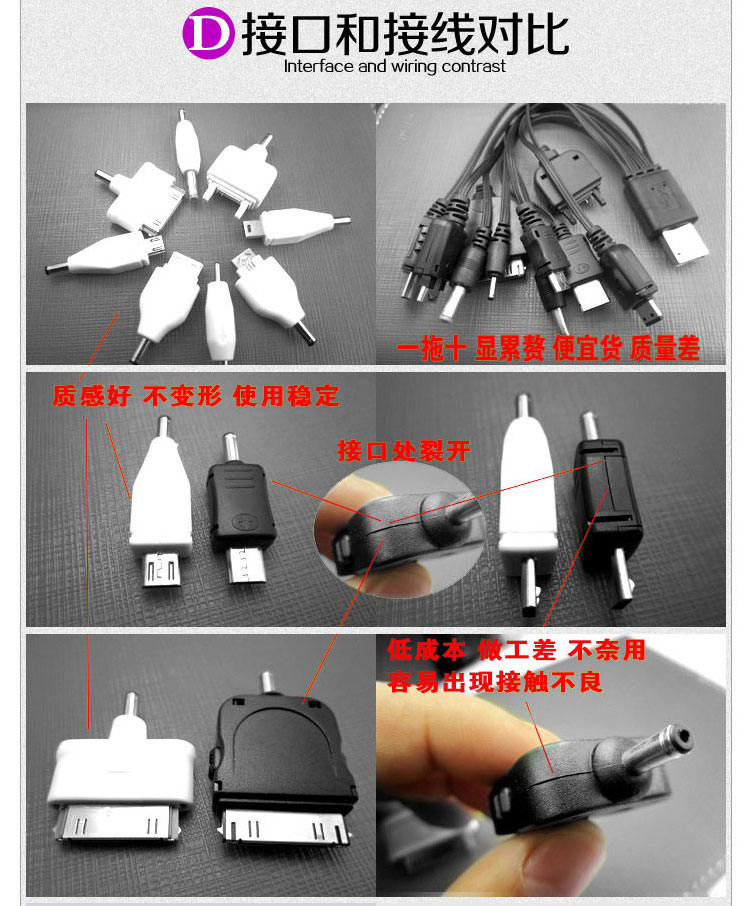 D 接口和接线对比
Interface and wiring contrast
一拖十 显累赘 便宜货 质量差
质感好 不变形 使用稳定
接口处裂开
低成本 做工差 不奈用
容易出现接触不良